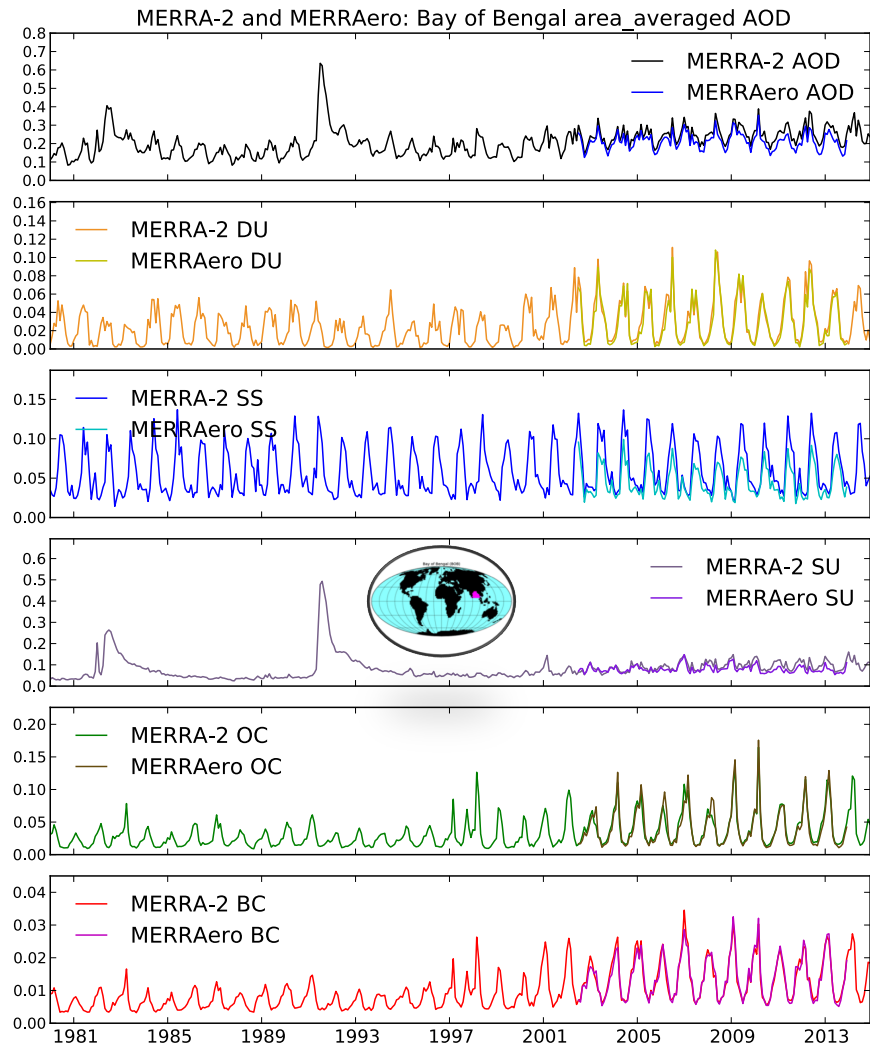 MERRA-2 and MERRAero: Bay of Bengal area_averaged AOD
0.8
0.7
0.6
0.5
0.4
0.3
0.2
0.1
0.0
MERRA-2 AOD
MERRAero AOD
0.16
0.14
0.12
0.10
0.08
0.06
0.04
0.02
0.00
MERRA-2 DU
MERRAero DU
0.15
0.10
0.05
0.00
MERRA-2 SS
MERRAero SS
0.6
0.5
0.4
0.3
0.2
0.1
0.0
Bay of Bengal (BOB)
MERRA-2 SU
MERRAero SU
0.20
0.15
0.10
0.05
0.00
MERRA-2 OC
MERRAero OC
0.04
0.03
0.02
0.01
0.00
MERRA-2 BC
MERRAero BC
1981 1985 1989 1993 1997 2001 2005 2009 2013